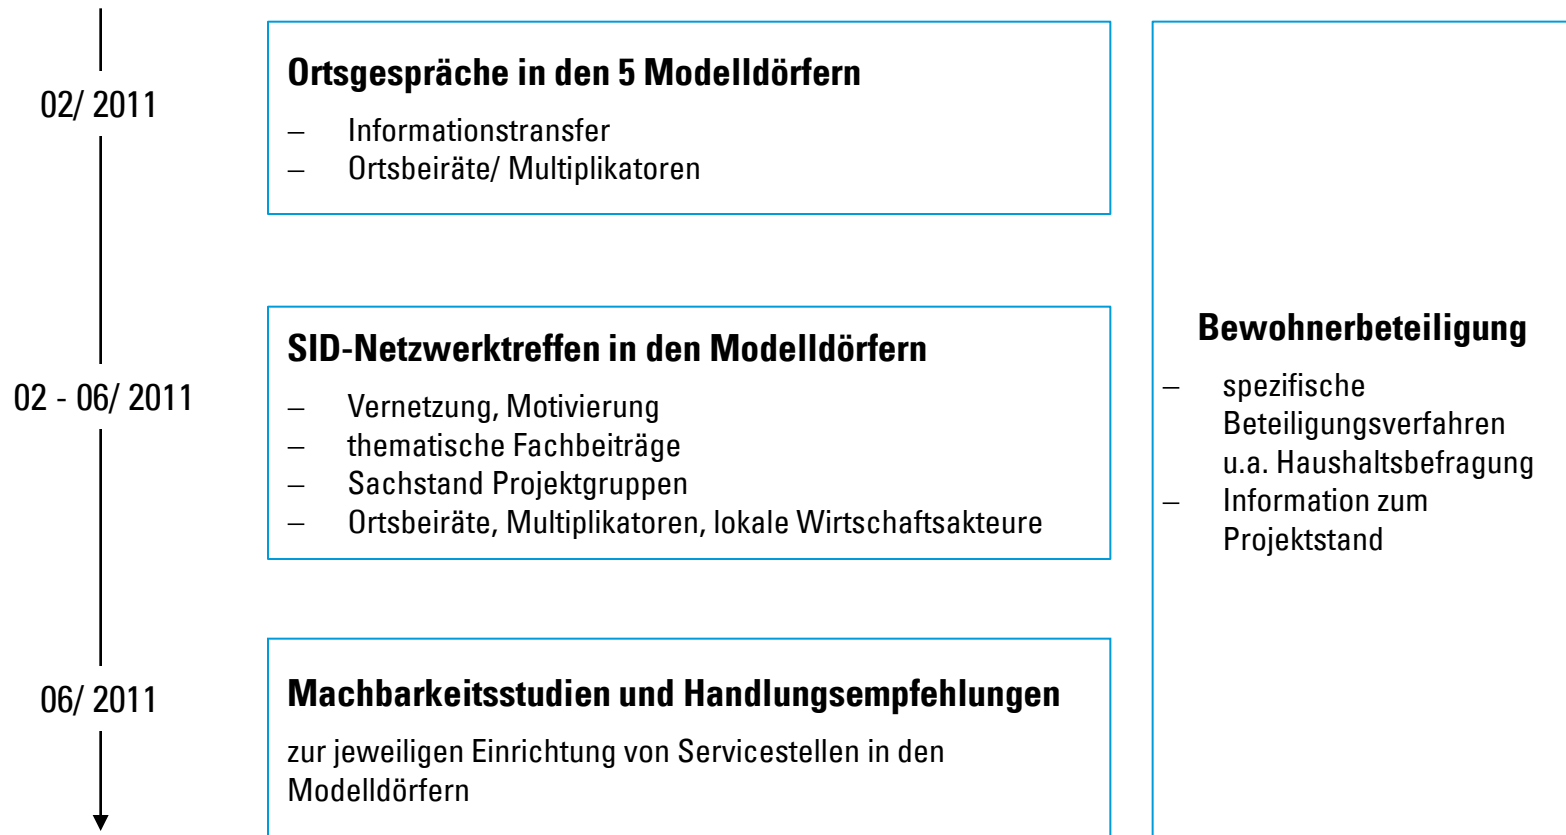 02/ 2011
Ortsgespräche in den 5 Modelldörfern
– Informationstransfer
– Ortsbeiräte/ Multiplikatoren
02 - 06/ 2011
SID-Netzwerktreffen in den Modelldörfern
– Vernetzung, Motivierung
– thematische Fachbeiträge
– Sachstand Projektgruppen
– Ortsbeiräte, Multiplikatoren, lokale Wirtschaftsakteure
06/ 2011
Machbarkeitsstudien und Handlungsempfehlungen
zur jeweiligen Einrichtung von Servicestellen in den
Modelldörfern
Bewohnerbeteiligung
– spezifische
Beteiligungsverfahren
u.a. Haushaltsbefragung
– Information zum
Projektstand